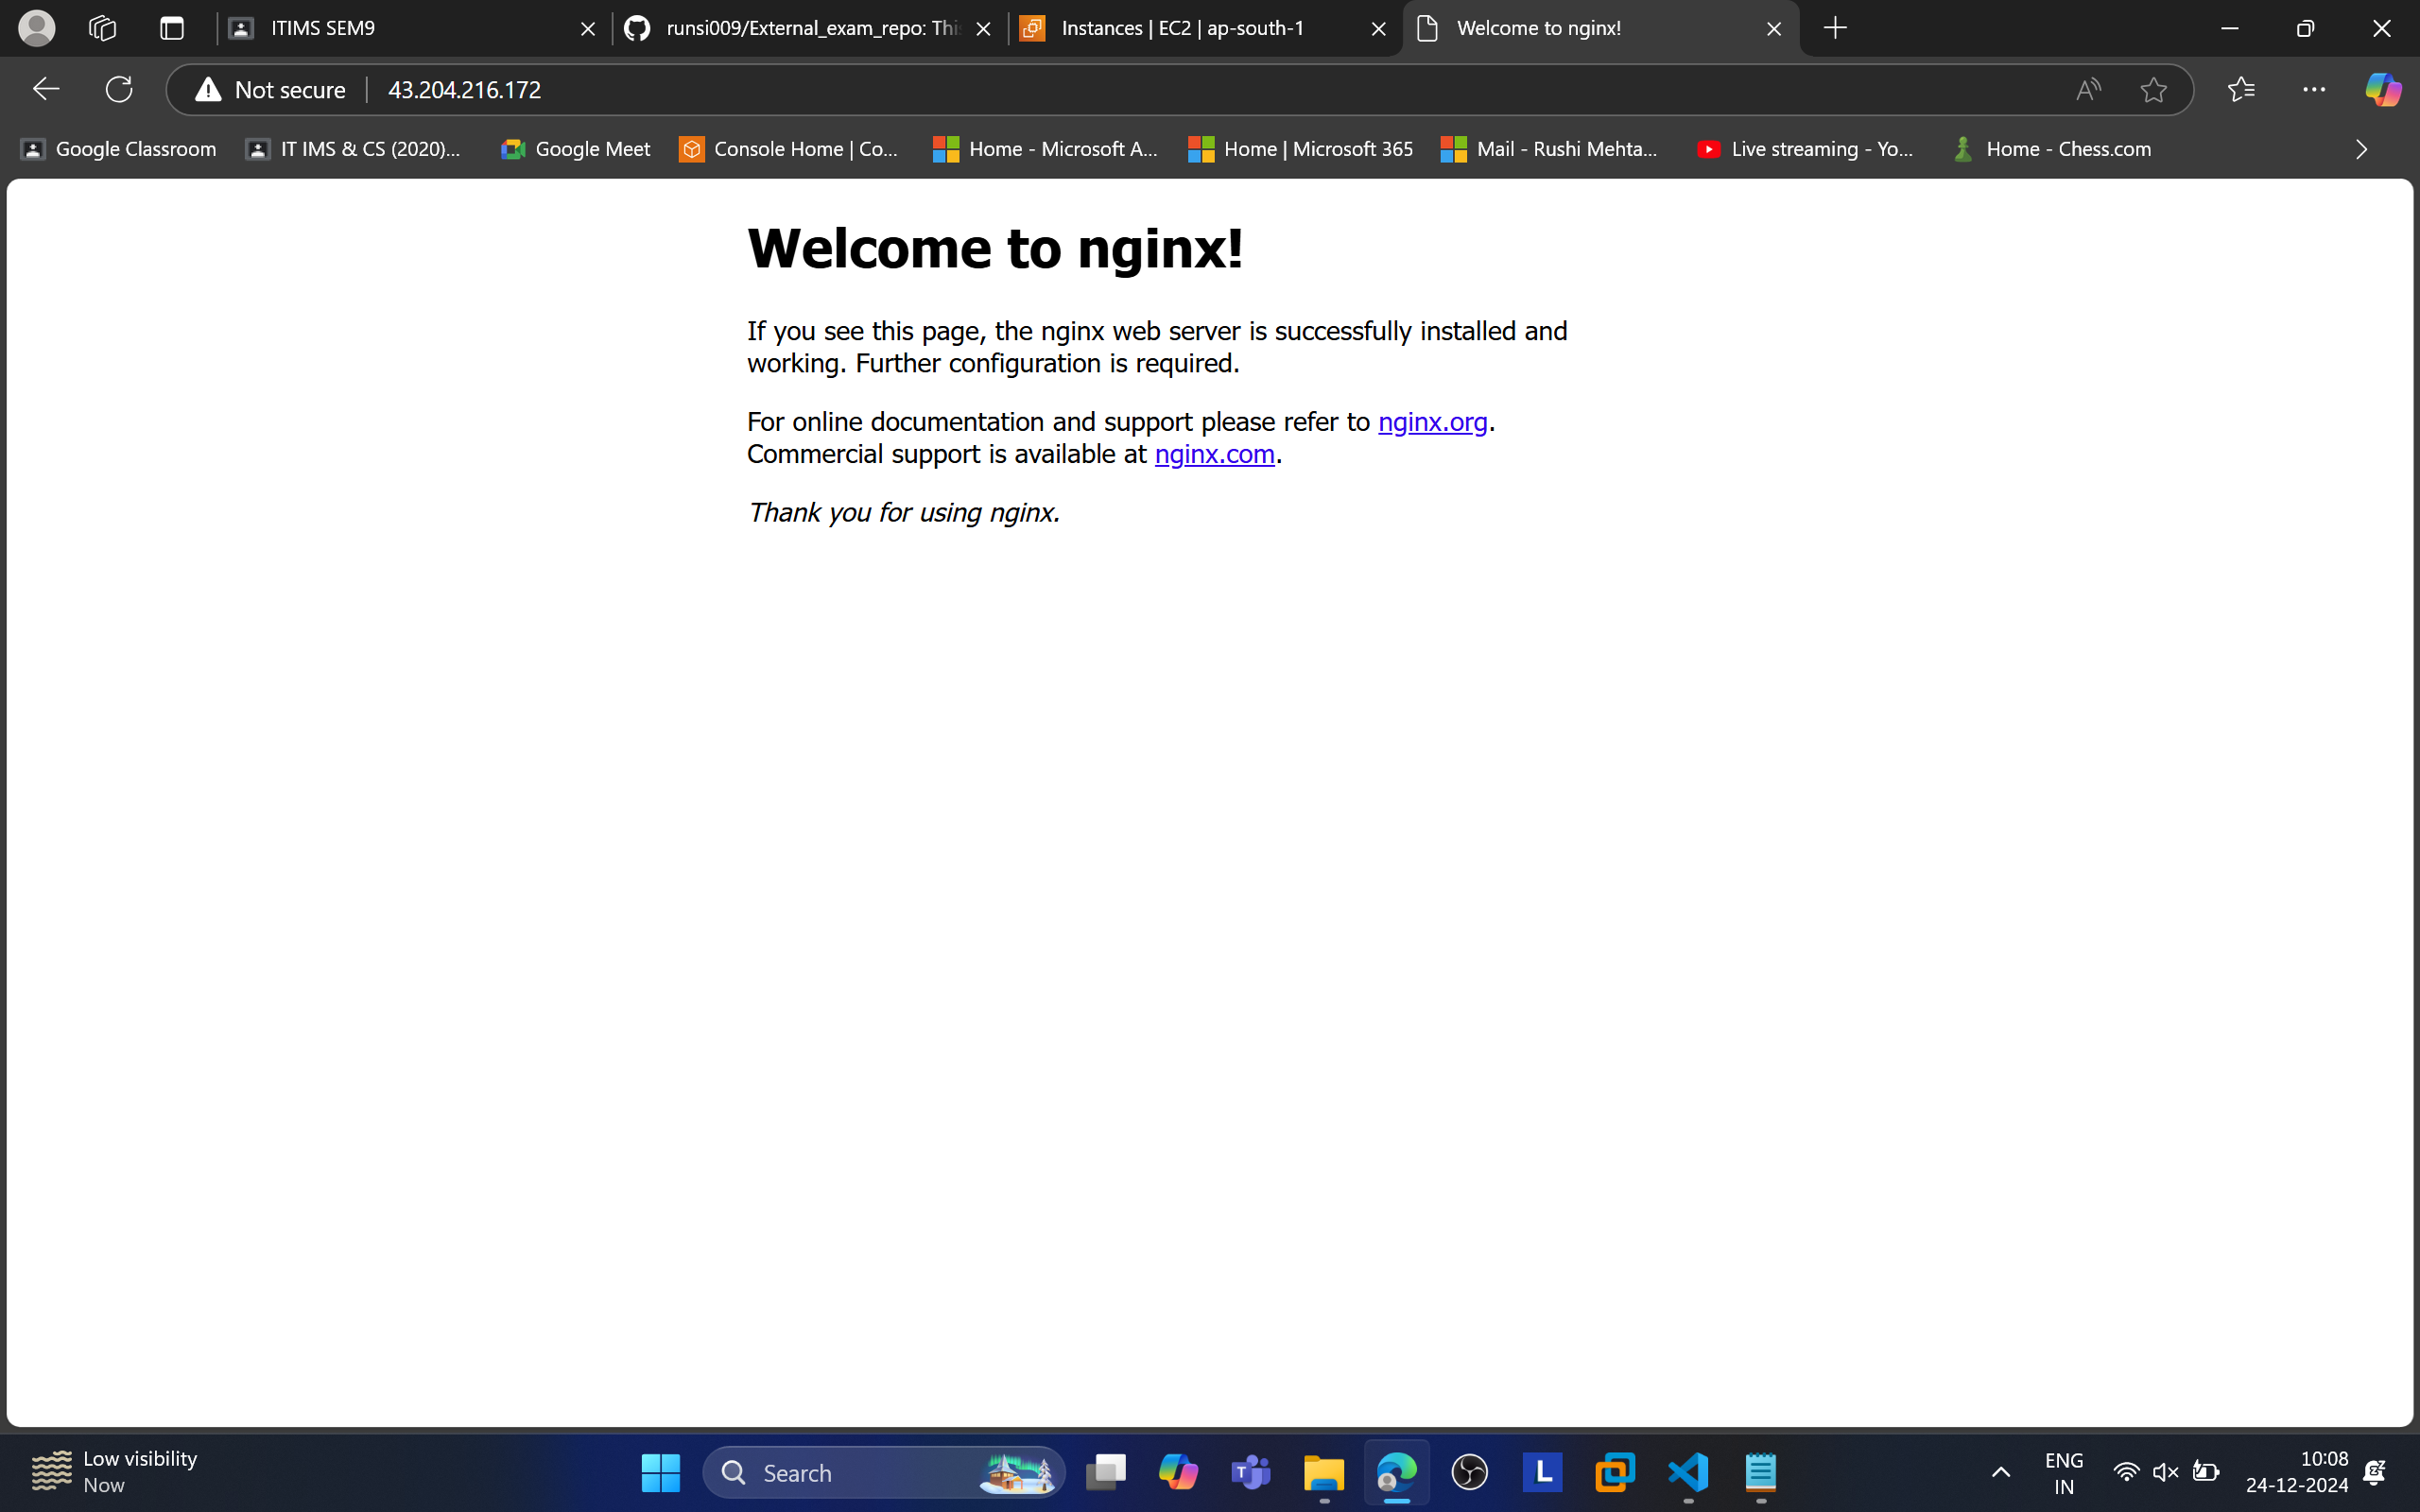 ITIMS SEM9
runsi009/External_exam_repo: Thi
Instances | EC2 | ap-south-1
Welcome to nginx!
Not secure
43.204.216.172
Google Classroom
IT IMS & CS (2020)...
Google Meet
Console Home | Co...
Home - Microsoft A...
Home | Microsoft 365
Mail - Rushi Mehta...
Live streaming - Yo...
Home - Chess.com
Welcome to nginx!
If you see this page, the nginx web server is successfully installed and
working. Further configuration is required.
For online documentation and support please refer to nginx.org.
Commercial support is available at nginx.com.
Thank you for using nginx.
Low visibility
Now
Search
ENG
IN
10:08
24-12-2024